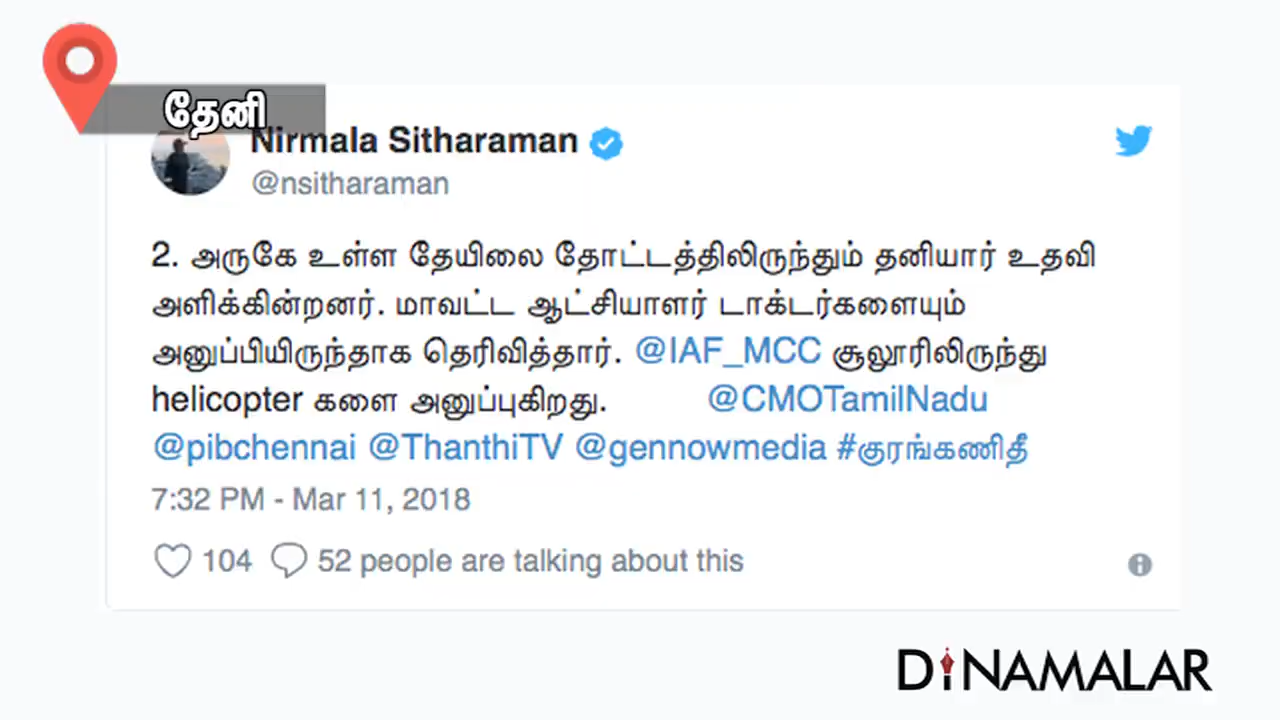 தேனி
Nirmala Sitharaman
@nsitharaman
2. அருகே உள்ள தேயிலை தோட்டத்திலிருந்தும் தனியார் உதவி
அளிக்கின்றனர். மாவட்ட ஆட்சியாளர் டாக்டர்களையும்
அனுப்பியிருந்தாக தெரிவித்தார். @IAF_MCC சூலூரிலிருந்து
helicopter களை அனுப்புகிறது. @CMOTamilNadu
@pibchennai @ThanthiTV @gennowmedia #குரங்கணிதீ
7:32 PM - Mar 11, 2018
104 52 people are talking about this
DINAMALAR